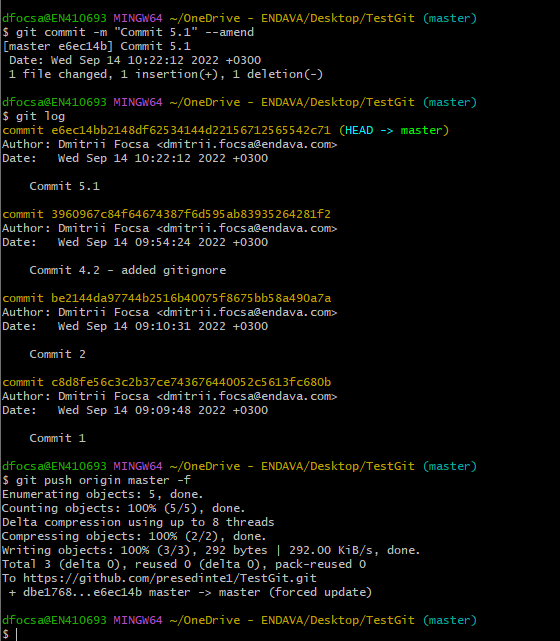 dfocsa@EN410693 MINGW64 ~/OneDrive - ENDAVA/Desktop/TestGit (master)
$ git commit -m "Commit 5.1" --amend
[master e6ec14b] Commit 5.1
 Date: Wed Sep 14 10:22:12 2022 +0300
 1 file changed, 1 insertion(+), 1 deletion(-)

dfocsa@EN410693 MINGW64 ~/OneDrive - ENDAVA/Desktop/TestGit (master)
$ git log
commit e6ec14bb2148df62534144d22156712565542c71 (HEAD -> master)
Author: Dmitrii Focsa <dmitrii.focsa@endava.com>
Date:   Wed Sep 14 10:22:12 2022 +0300

    Commit 5.1

commit 3960967c84f64674387f6d595ab83935264281f2
Author: Dmitrii Focsa <dmitrii.focsa@endava.com>
Date:   Wed Sep 14 09:54:24 2022 +0300

    Commit 4.2 - added gitignore

commit be2144da97744b2516b40075f8675bb58a490a7a
Author: Dmitrii Focsa <dmitrii.focsa@endava.com>
Date:   Wed Sep 14 09:10:31 2022 +0300

    Commit 2

commit c8d8fe56c3c2b37ce743676440052c5613fc680b
Author: Dmitrii Focsa <dmitrii.focsa@endava.com>
Date:   Wed Sep 14 09:09:48 2022 +0300

    Commit 1

dfocsa@EN410693 MINGW64 ~/OneDrive - ENDAVA/Desktop/TestGit (master)
$ git push origin master -f
Enumerating objects: 5, done.
Counting objects: 100% (5/5), done.
Delta compression using up to 8 threads
Compressing objects: 100% (2/2), done.
Writing objects: 100% (3/3), 292 bytes | 292.00 KiB/s, done.
Total 3 (delta 0), reused 0 (delta 0), pack-reused 0
To https://github.com/presedinte1/TestGit.git
 + dbe1768...e6ec14b master -> master (forced update)

dfocsa@EN410693 MINGW64 ~/OneDrive - ENDAVA/Desktop/TestGit (master)
$